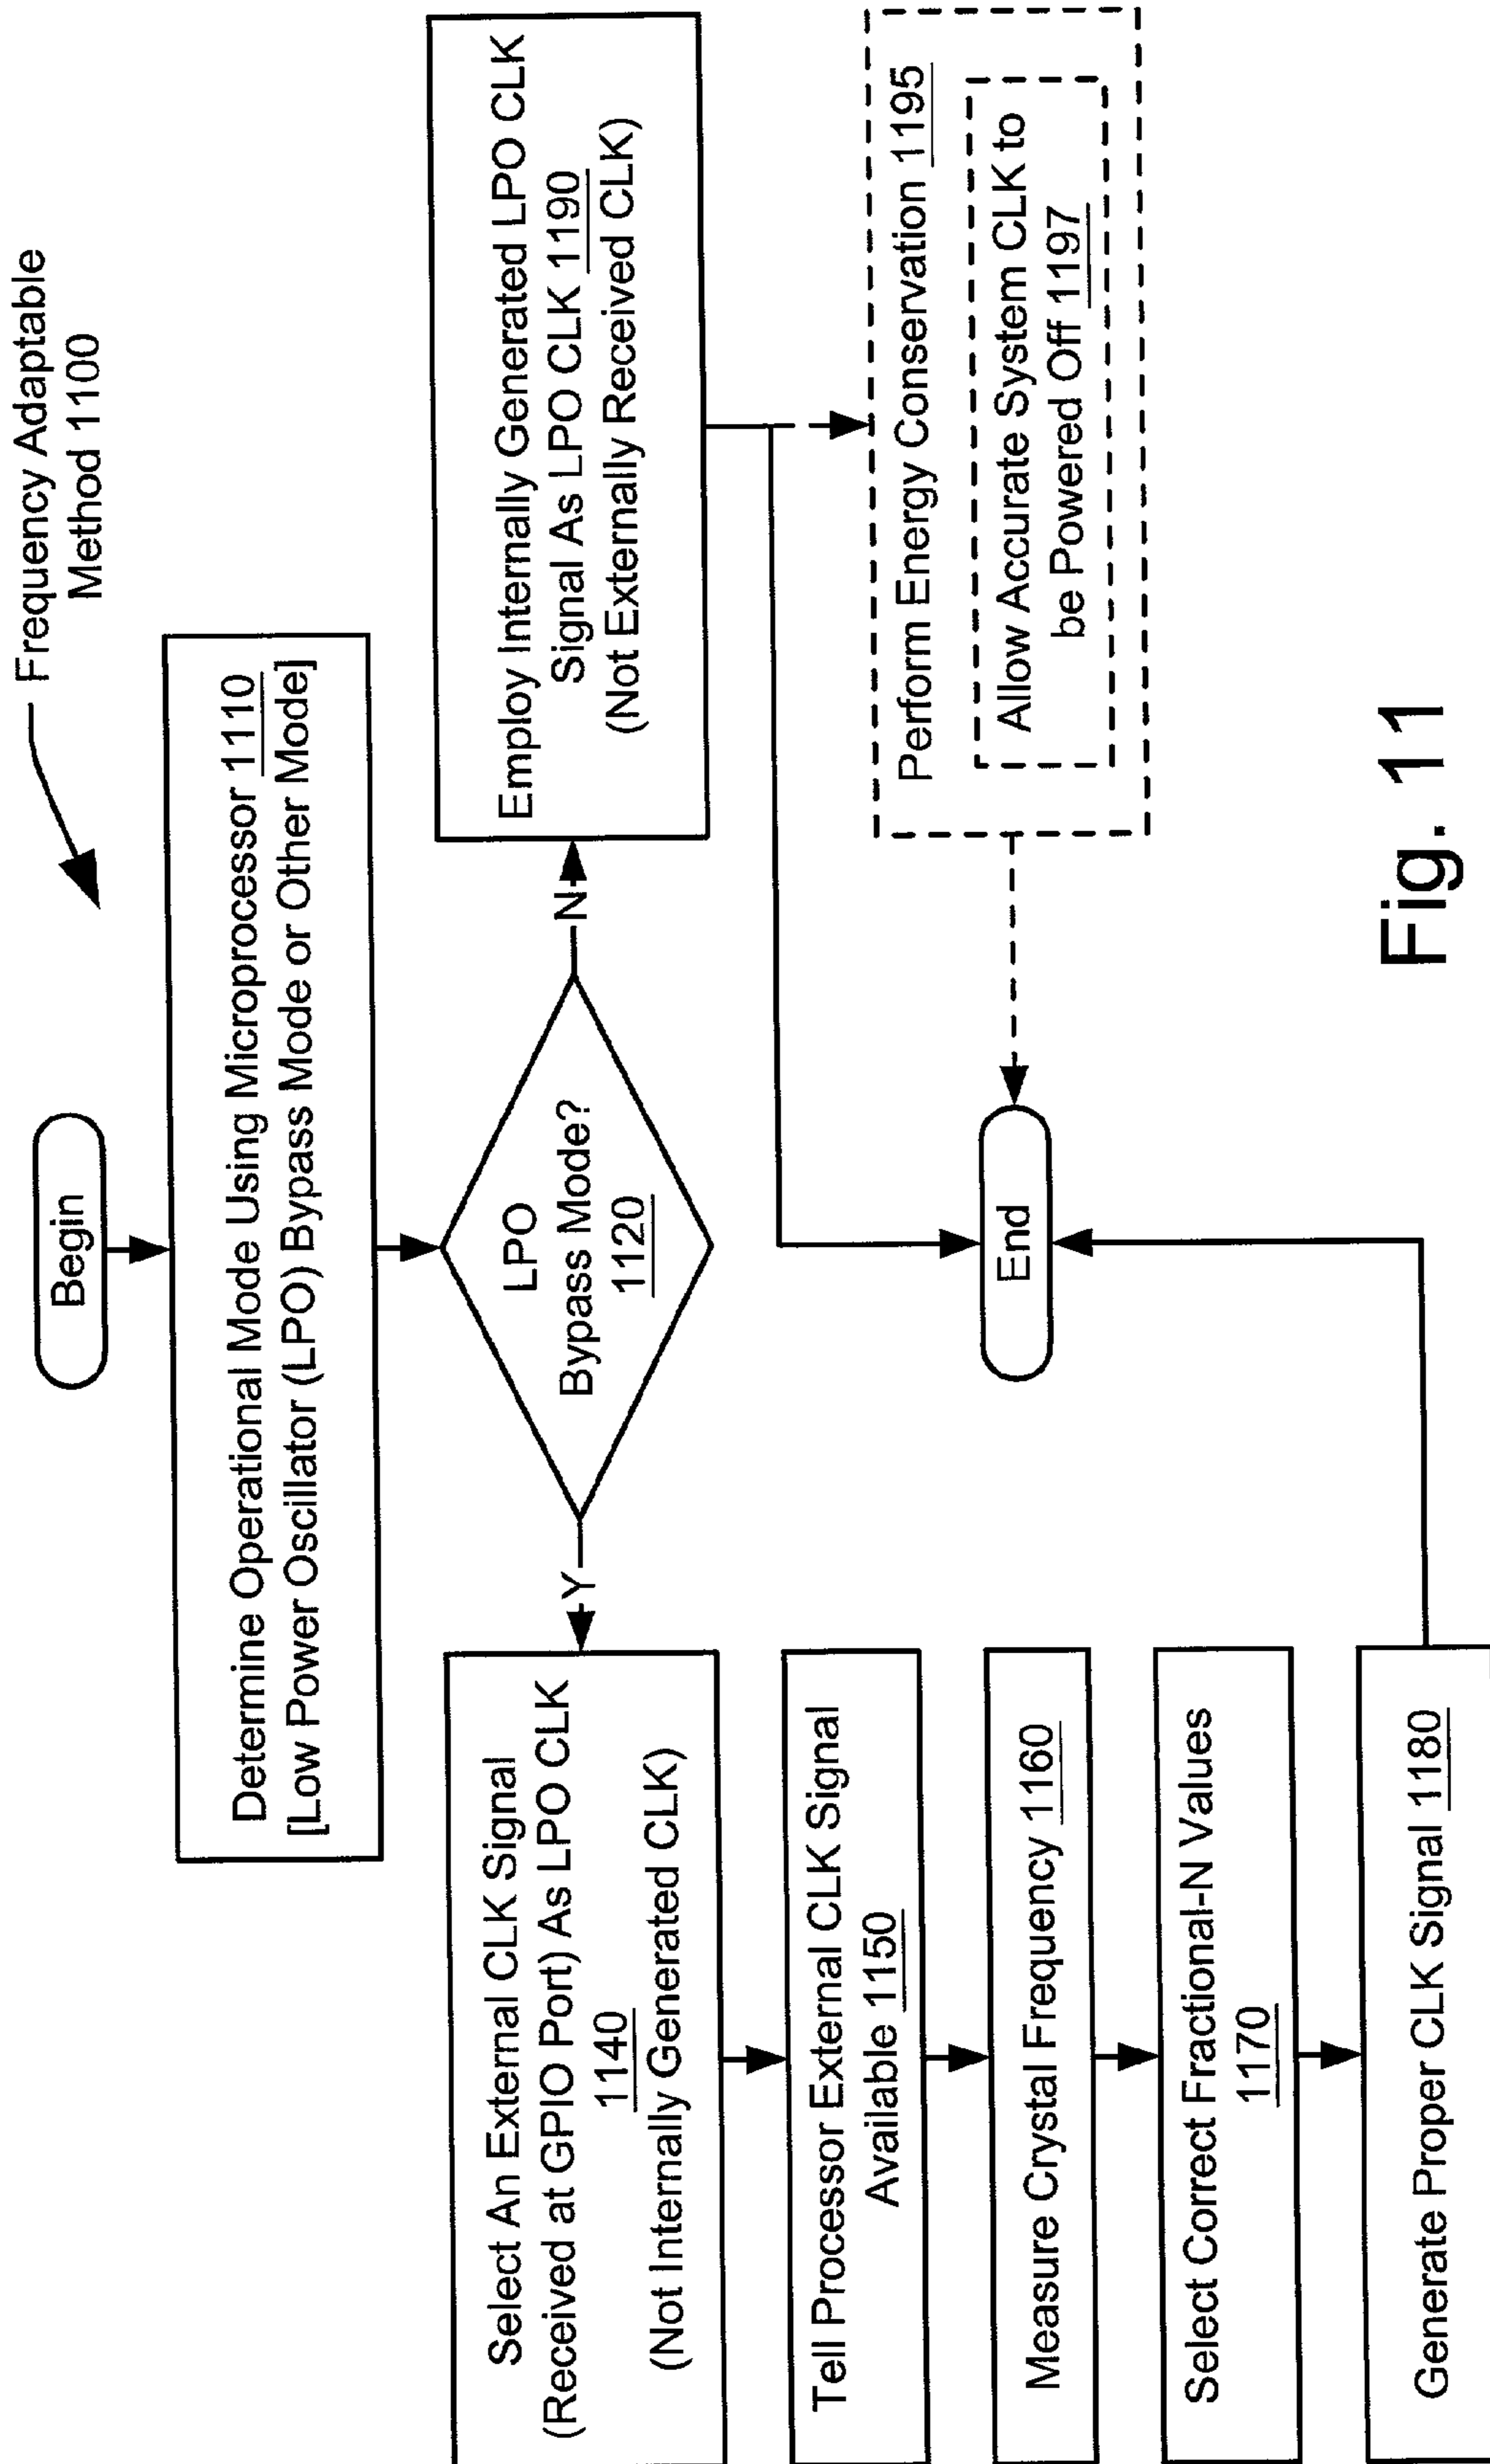 Frequency Adaptable
Method 1100
Begin
Determine Operational Mode Using Microprocessor 1110
[Low Power Oscillator (LPO) Bypass Mode or Other Mode]
LPO
Bypass Mode?
1120
Y
N
Select An External CLK Signal
(Received at GPIO Port) As LPO CLK
1140
(Not Internally Generated CLK)
Tell Processor External CLK Signal
Available 1150
Measure Crystal Frequency 1160
Select Correct Fractional-N Values
1170
Generate Proper CLK Signal 1180
Employ Internally Generated LPO CLK
Signal As LPO CLK 1190
(Not Externally Received CLK)
Perform Energy Conservation 1195
Allow Accurate System CLK to
be Powered Off 1197
End
Fig. 11